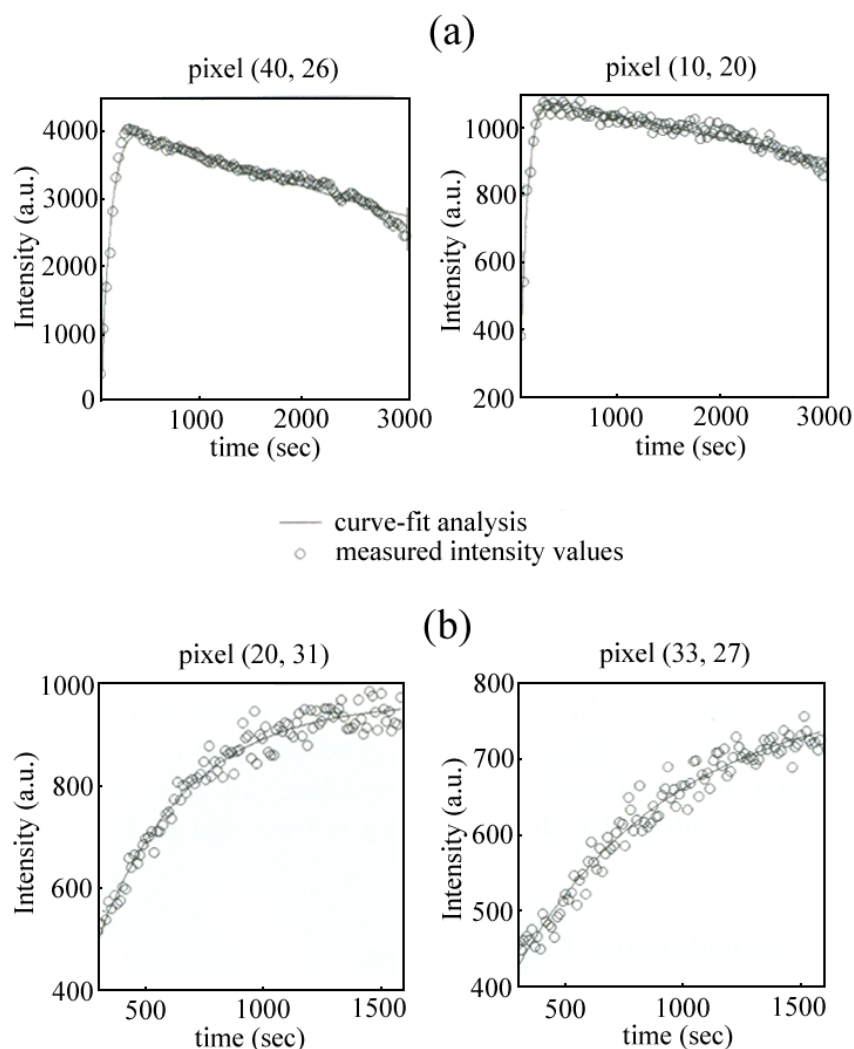 (a)
pixel (40, 26)
pixel (10, 20)
Intensity (a.u.)
4000
3000
2000
1000
0
1000
2000
3000
time (sec)
Intensity (a.u.)
1000
800
600
400
200
1000
2000
3000
time (sec)
curve-fit analysis
measured intensity values
(b)
pixel (20, 31)
pixel (33, 27)
Intensity (a.u.)
1000
800
600
400
500
1000
1500
time (sec)
Intensity (a.u.)
800
700
600
500
400
500
1000
1500
time (sec)